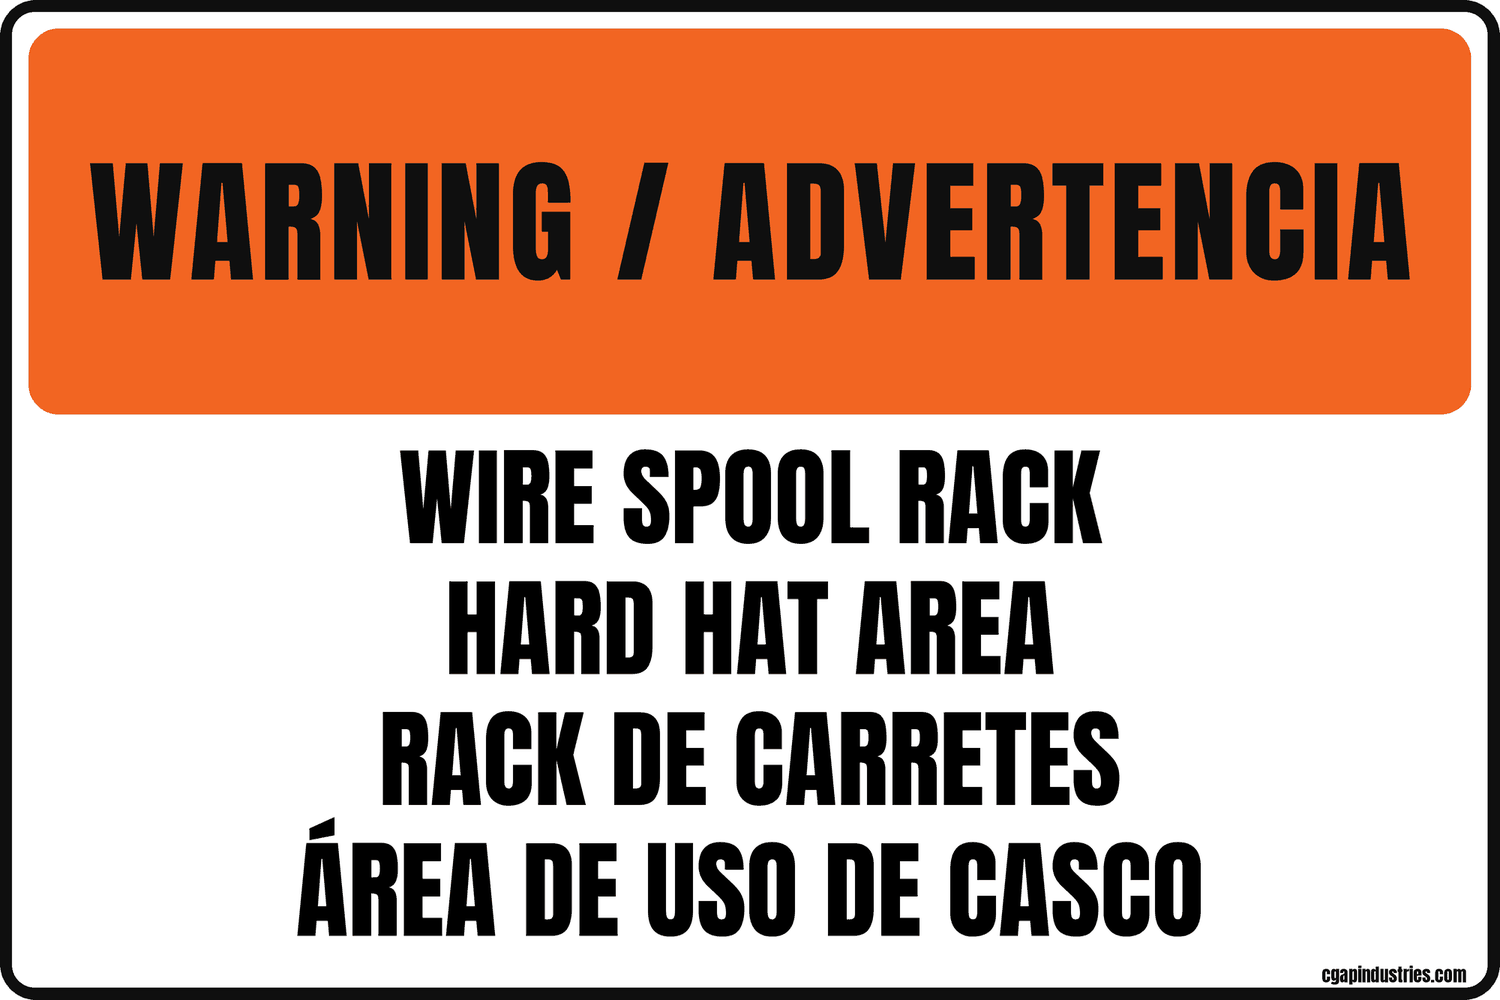 WARNING / ADVERTENCIA
WIRE SPOOL RACK
HARD HAT AREA
RACK DE CARRETES
ÁREA DE USO DE CASCO
cgapindustries.com